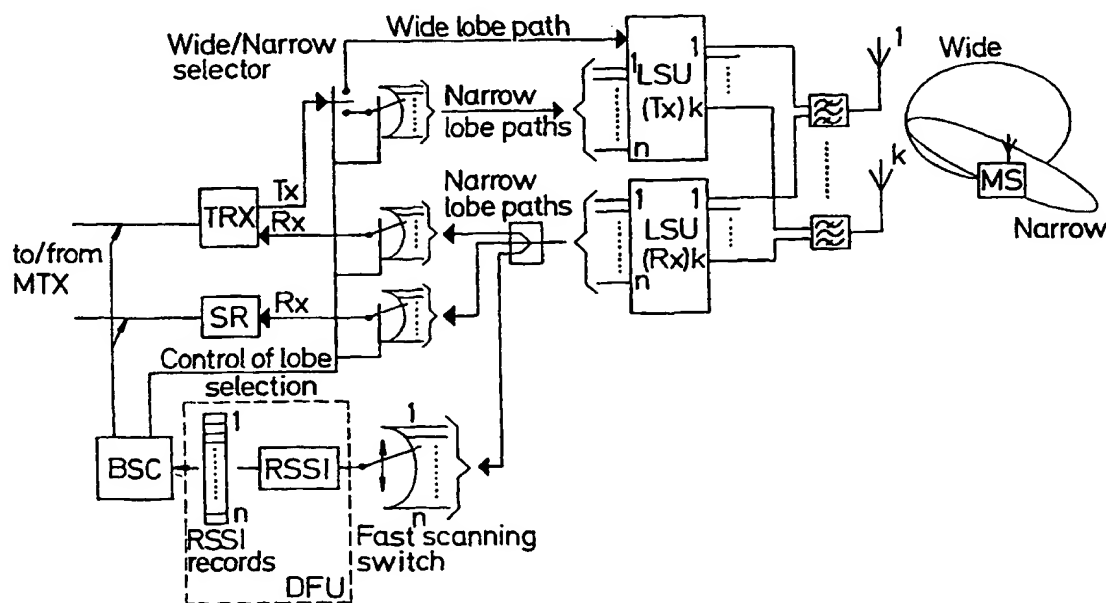 Wide/Narrow
selector
Wide lobe path
1
LSU
(Tx)
1
k
n
Narrow
lobe paths
1
k
Wide
MS
Narrow
Tx
TRX
Rx
to/from
MTX
Narrow
lobe paths
1
LSU
(Rx)
1
k
n
SR
Rx
Control of lobe
selection
BSC
1
n
RSSI
records
RSSI
1
n
Fast scanning
switch
DFU